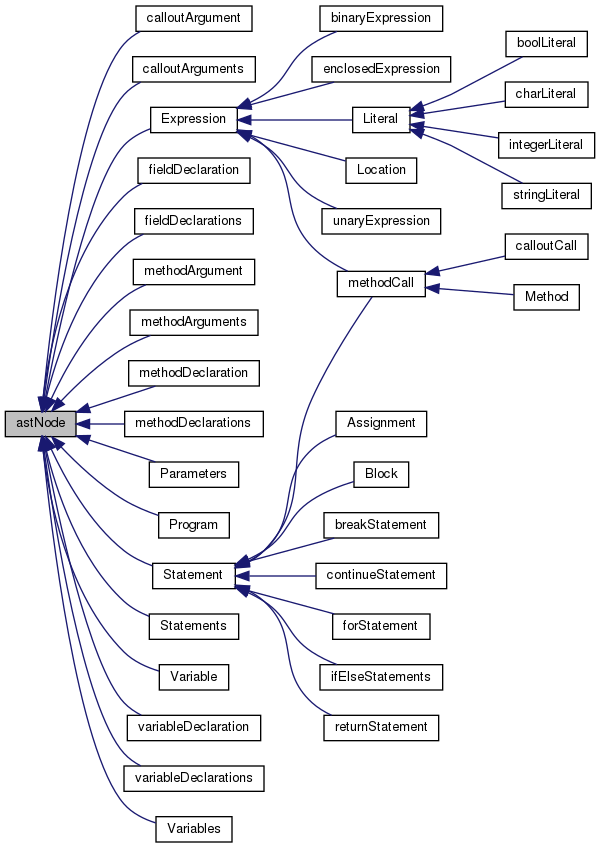 astNode
calloutArgument
calloutArguments
Expression
fieldDeclaration
fieldDeclarations
methodArgument
methodArguments
methodDeclaration
methodDeclarations
Parameters
Program
Statement
Statements
Variable
variableDeclaration
variableDeclarations
Variables
binaryExpression
enclosedExpression
Literal
Location
unaryExpression
methodCall
Assignment
Block
breakStatement
continueStatement
forStatement
ifElseStatements
returnStatement
boolLiteral
charLiteral
integerLiteral
stringLiteral
calloutCall
Method